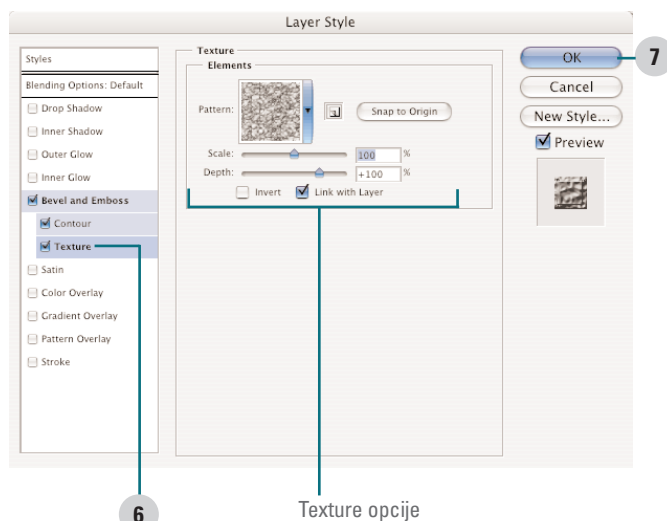 Layer Style
Styles
Blending Options: Default
Drop Shadow
Inner Shadow
Outer Glow
Inner Glow
Bevel and Emboss
Contour
Texture
Satin
Color Overlay
Gradient Overlay
Pattern Overlay
Stroke
Texture
Elements
Pattern:
Snap to Origin
Scale: 100 %
Depth: +100 %
Invert Link with Layer
OK
Cancel
New Style...
Preview
7
6
Texture opcije